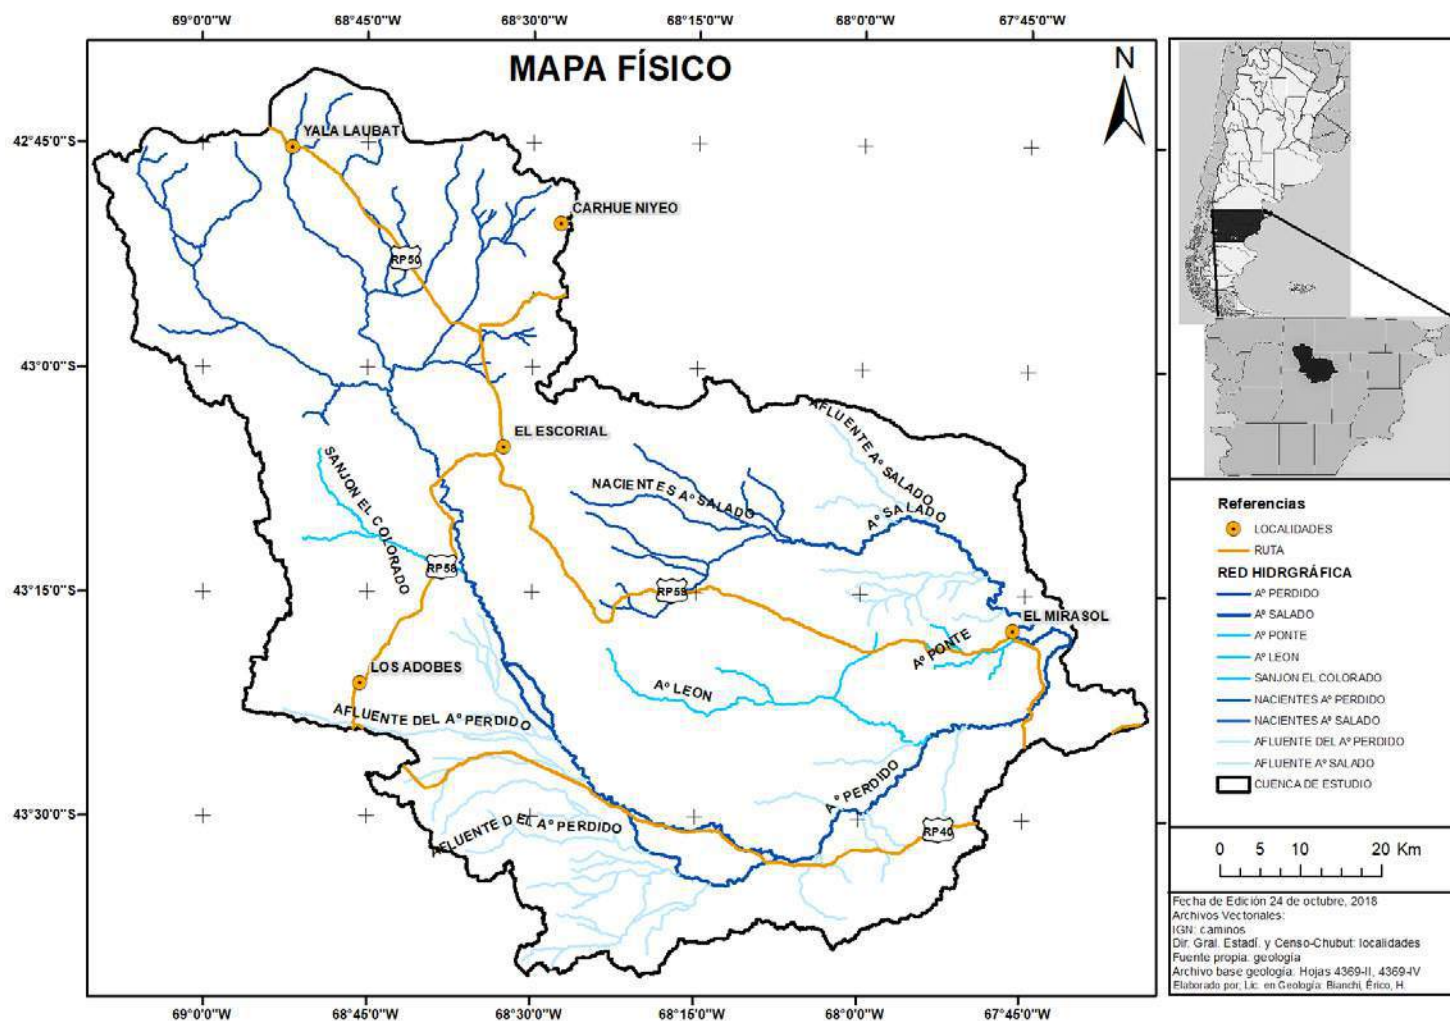 69°0'0"W 68°45'0"W 68°30'0"W 68°15'0"W 68°0'0"W 67°45'0"W
MAPA FÍSICO
N
42°45'0"S
YALA LAUBAT
CARHUE NIYEO
RP50
43°0'0"S
EL ESCORIAL
AFLUENTE Aº SALADO
SANJON EL COLORADO
NACIENTES Aº SALADO
Aº SALADO
RP58
43°15'0"S
RP59
EL MIRASOL
Aº PONTE
LOS ADOBES
Aº LEON
AFLUENTE DEL Aº PERDIDO
Aº PERDIDO
43°30'0"S
AFLUENTE D EL Aº PERDIDO
RP40
69°0'0"W 68°45'0"W 68°30'0"W 68°15'0"W 68°0'0"W 67°45'0"W
Referencias
LOCALIDADES
RUTA
RED HIDRGRÁFICA
Aº PERDIDO
Aº SALADO
Aº PONTE
Aº LEON
SANJON EL COLORADO
NACIENTES Aº PERDIDO
NACIENTES Aº SALADO
AFLUENTE DEL Aº PERDIDO
AFLUENTE Aº SALADO
CUENCA DE ESTUDIO
0 5 10 20 Km
Fecha de Edición 24 de octubre, 2018
Archivos Vectoriales:
IGN: caminos
Dir. Gral. Estadí. y Censo-Chubut: localidades
Fuente propia: geología
Archivo base geología: Hojas 4369-II, 4369-IV
Elaborado por: Lic. en Geología: Bianchi, Érico, H.